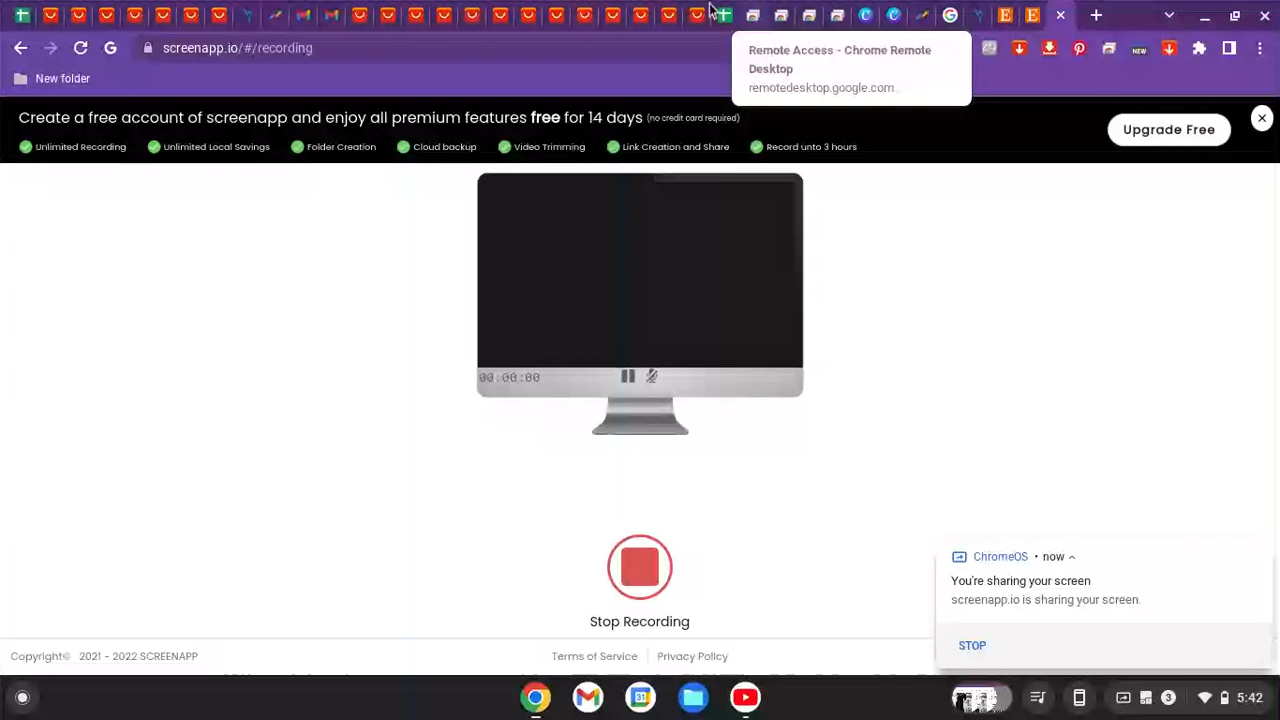 screenapp.io/#/recording
NEW
Remote Access - Chrome Remote
Desktop
remotedesktop.google.com
New folder
Create a free account of screenapp and enjoy all premium features free for 14 days (no credit card required)
Upgrade Free
Unlimited Recording
Unlimited Local Savings
Folder Creation
Cloud backup
Video Trimming
Link Creation and Share
Record unto 3 hours
00:00:00
Stop Recording
ChromeOS • now
You're sharing your screen
screenapp.io is sharing your screen.
STOP
Copyright© 2021 - 2022 SCREENAPP
Terms of Service
Privacy Policy
31
3
5:42